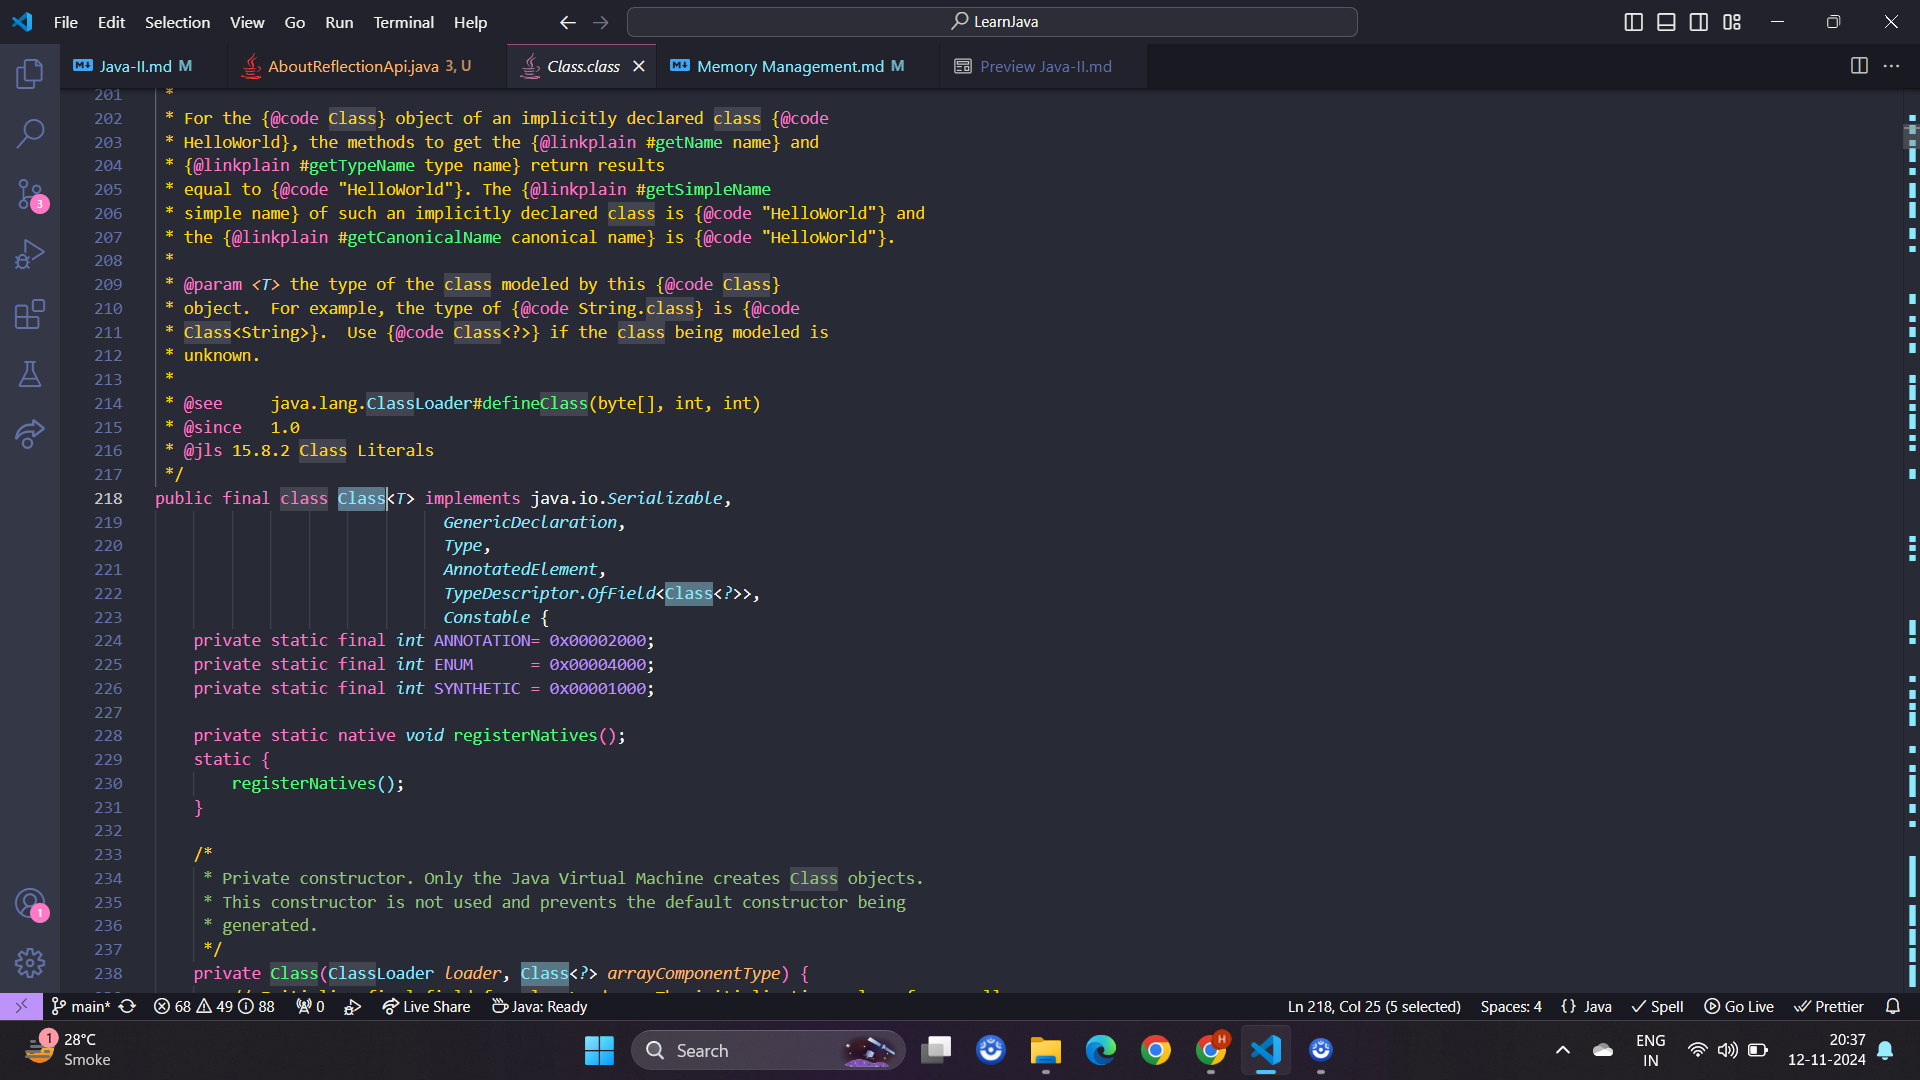 File Edit Selection View Go Run Terminal Help
LearnJava
Java-II.md M
AboutReflectionApi.java 3, U
Class.class
Memory Management.md M
Preview Java-II.md
201 *
202 * For the {@code Class} object of an implicitly declared class {@code
203 * HelloWorld}, the methods to get the {@linkplain #getName name} and
204 * {@linkplain #getTypeName type name} return results
205 * equal to {@code "HelloWorld"}. The {@linkplain #getSimpleName
206 * simple name} of such an implicitly declared class is {@code "HelloWorld"} and
207 * the {@linkplain #getCanonicalName canonical name} is {@code "HelloWorld"}.
208 *
209 * @param <T> the type of the class modeled by this {@code Class}
210 * object.  For example, the type of {@code String.class} is {@code
211 * Class<String>}.  Use {@code Class<?>} if the class being modeled is
212 * unknown.
213 *
214 * @see     java.lang.ClassLoader#defineClass(byte[], int, int)
215 * @since   1.0
216 * @jls 15.8.2 Class Literals
217 */
218 public final class Class<T> implements java.io.Serializable,
219 GenericDeclaration,
220 Type,
221 AnnotatedElement,
222 TypeDescriptor.OfField<Class<?>>,
223 Constable {
224 private static final int ANNOTATION= 0x00002000;
225 private static final int ENUM      = 0x00004000;
226 private static final int SYNTHETIC = 0x00001000;
227
228 private static native void registerNatives();
229 static {
230 registerNatives();
231 }
232
233 /*
234 * Private constructor. Only the Java Virtual Machine creates Class objects.
235 * This constructor is not used and prevents the default constructor being
236 * generated.
237 */
238 private Class(ClassLoader loader, Class<?> arrayComponentType) {
3
1
main* 68 49 88 0 Live Share Java: Ready Ln 218, Col 25 (5 selected) Spaces: 4 {} Java Spell Go Live Prettier
1
28°C
Smoke
Search
H
ENG
IN
20:37
12-11-2024